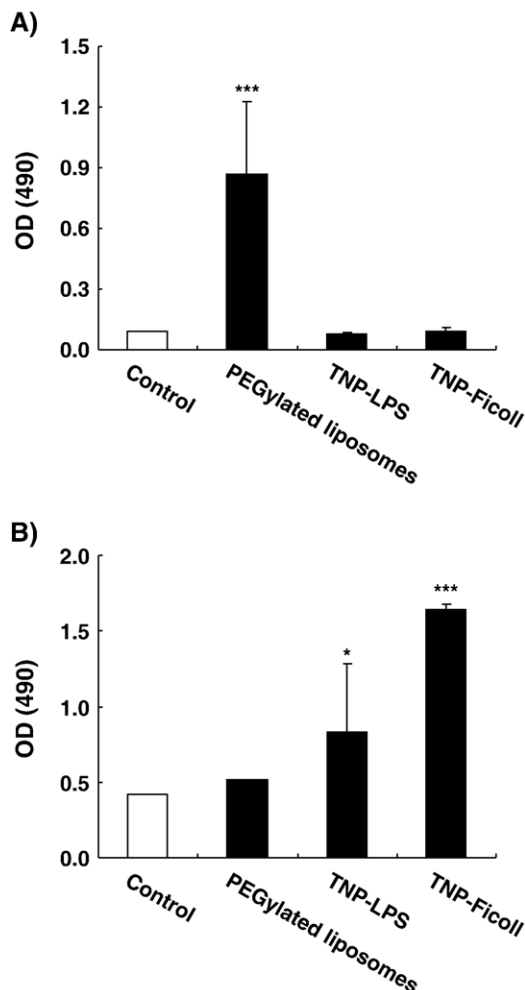 A)
1.5
1.2
0.9
0.6
0.3
0.0
OD (490)
***
Control
PEGylated liposomes
TNP-LPS
TNP-Ficoll
B)
2.0
1.5
1.0
0.5
0.0
OD (490)
*
***
Control
PEGylated liposomes
TNP-LPS
TNP-Ficoll